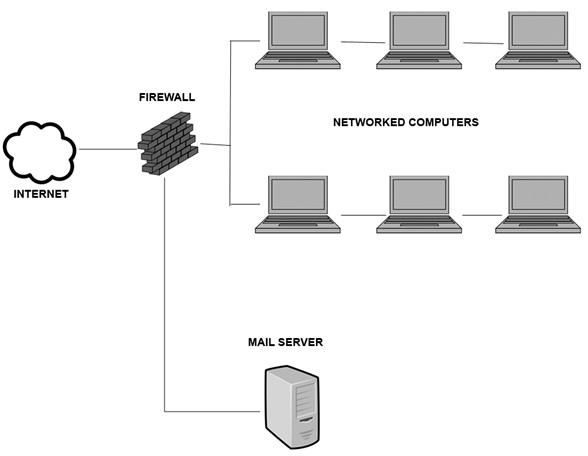 FIREWALL
NETWORKED COMPUTERS
INTERNET
MAIL SERVER